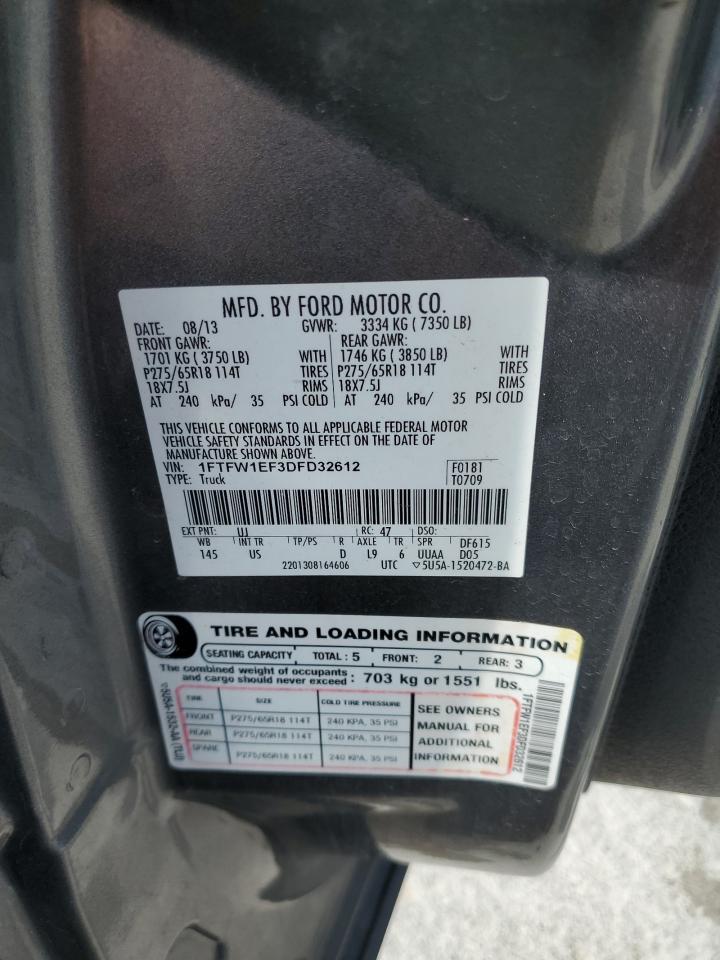 MFD. BY FORD MOTOR CO.
DATE: 08/13 GVWR: 3334 KG ( 7350 LB)
FRONT GAWR: REAR GAWR:
1701 KG ( 3750 LB) WITH 1746 KG ( 3850 LB) WITH
P275/65R18 114T TIRES P275/65R18 114T TIRES
18X7.5J RIMS 18X7.5J RIMS
AT 240 kPa/ 35 PSI COLD AT 240 kPa/ 35 PSI COLD
THIS VEHICLE CONFORMS TO ALL APPLICABLE FEDERAL MOTOR
VEHICLE SAFETY STANDARDS IN EFFECT ON THE DATE OF
MANUFACTURE SHOWN ABOVE.
VIN: 1FTFW1EF3DFD32612 F0181
TYPE: Truck T0709
EXT PNT: UJ RC: 47 DSO:
WB INT TR TP/PS R AXLE TR SPR DF615
145 US D L9 6 UUAA D05
2201308164606 UTC ▽5U5A-1520472-BA
TIRE AND LOADING INFORMATION
SEATING CAPACITY TOTAL : 5 FRONT: 2 REAR: 3
The combined weight of occupants
and cargo should never exceed : 703 kg or 1551 lbs.
TIRE SIZE COLD TIRE PRESSURE
FRONT P275/65R18 114T 240 KPA, 35 PSI
REAR P275/65R18 114T 240 KPA, 35 PSI
SPARE P275/65R18 114T 240 KPA, 35 PSI
SEE OWNERS
MANUAL FOR
ADDITIONAL
INFORMATION
1FTFW1EF3DFD32612